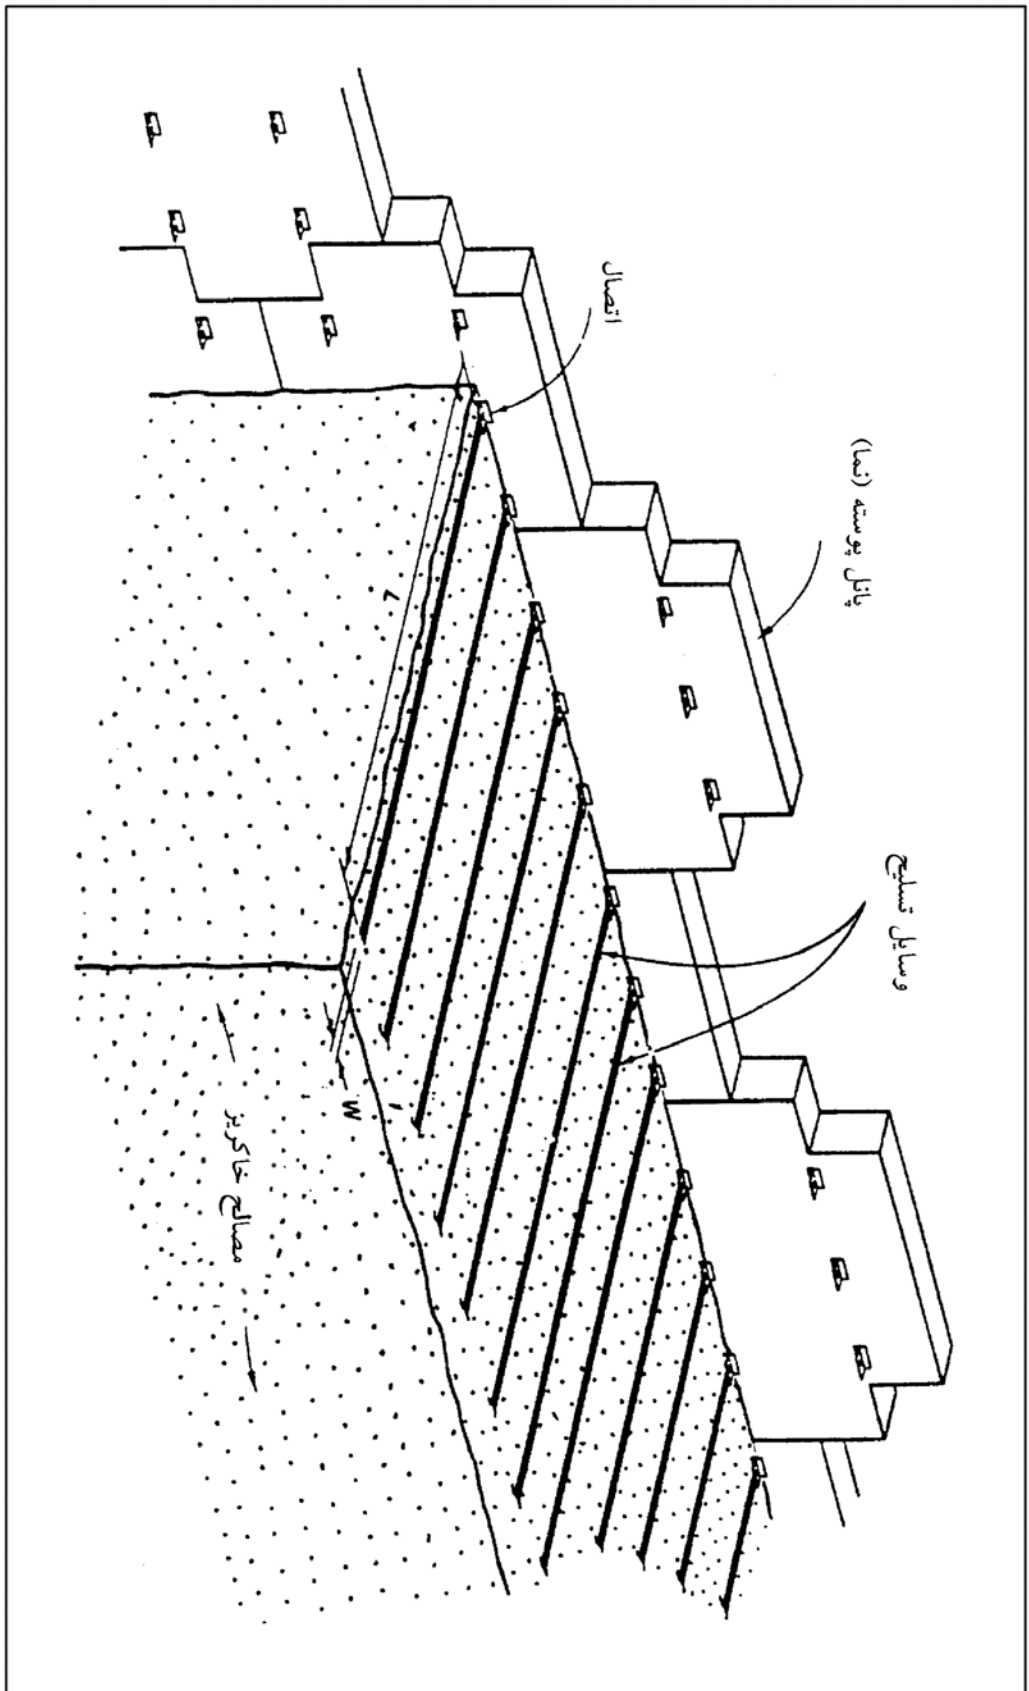 اتصال
پانل پوسته (نما)
وسایل تسلیح
L
W
مصالح خاکریز